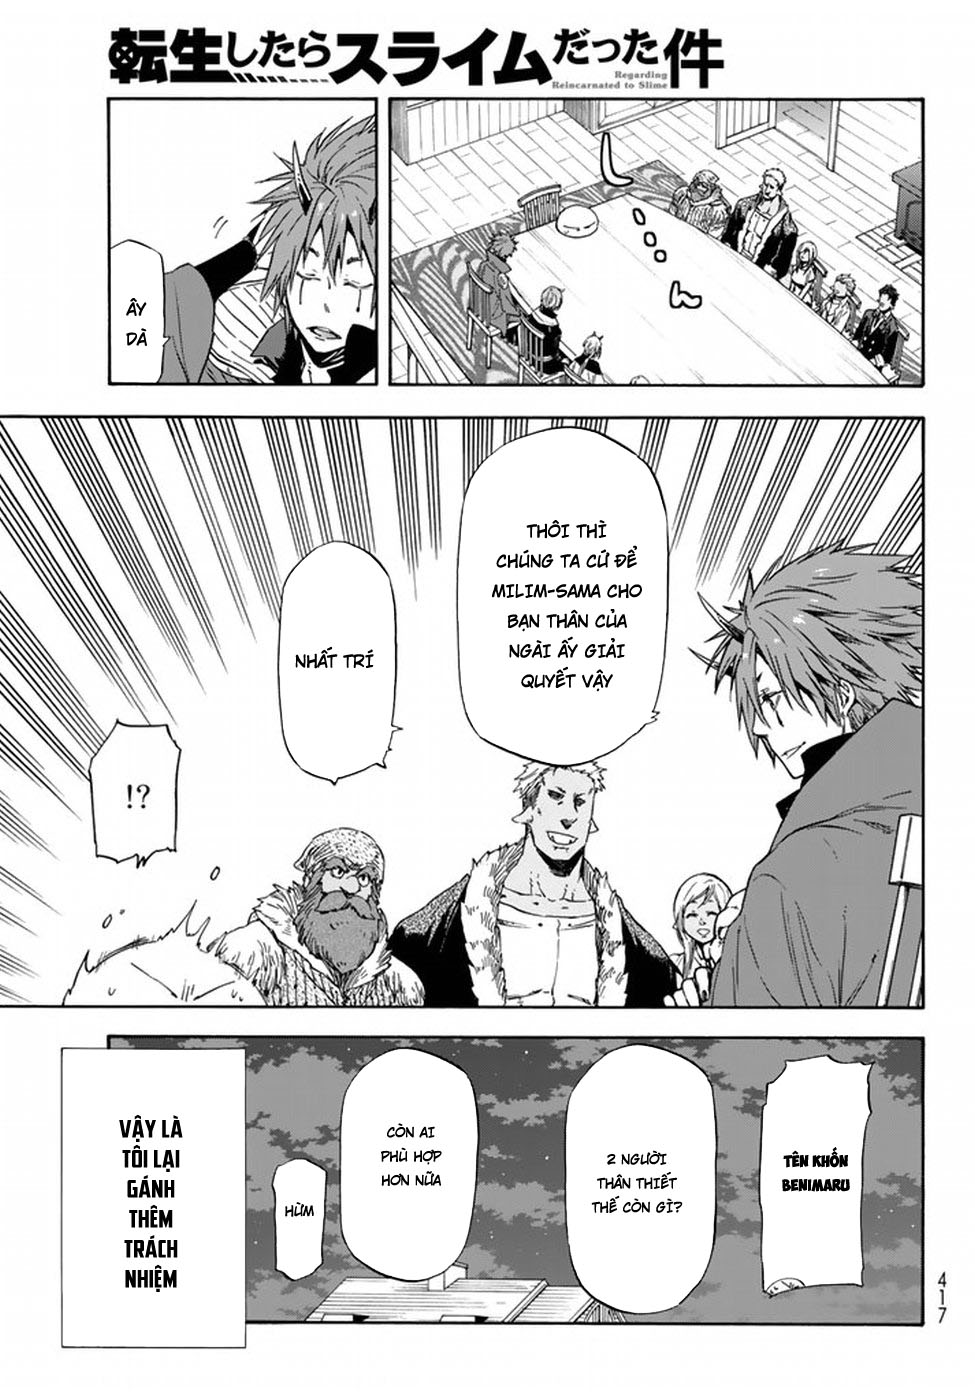 転生したらスライムだった件
Regarding
Reincarnated to Slime
し
。
。
。
ん
ÂY
DÀ
THÔI THÌ
CHÚNG TA CỨ ĐỂ
MILIM-SAMA CHO
BẠN THÂN CỦA
NGÀI ẤY GIẢI
QUYẾT VẬY
NHẤT TRÍ
!?
TÊN KHỐN
BENIMARU
2 NGƯỜI
THÂN THIẾT
THẾ CÒN GÌ?
CÒN AI
PHÙ HỢP
HƠN NỮA
HỪM
VẬY LÀ
TÔI LẠI
GÁNH
THÊM
TRÁCH
NHIỆM
417